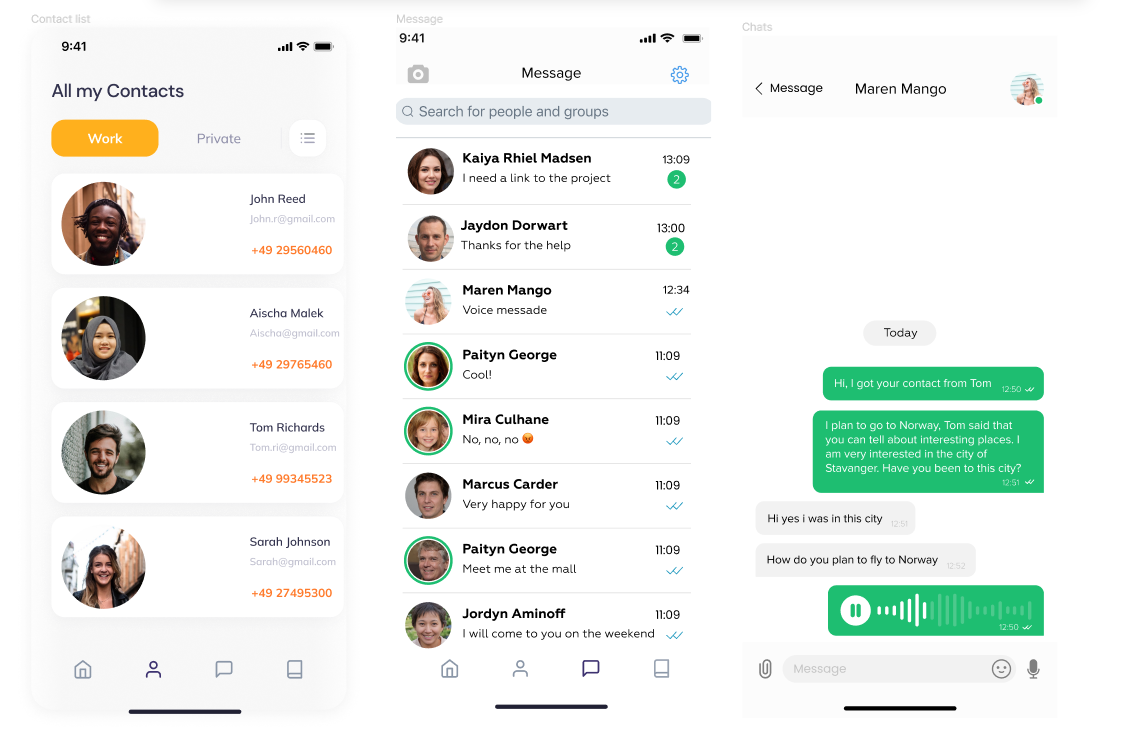 Contact list
9:41
All my Contacts
Work Private
John Reed
John.r@gmail.com
+49 29560460
Aischa Malek
Aischa@gmail.com
+49 29765460
Tom Richards
Tom.ri@gmail.com
+49 99345523
Sarah Johnson
Sarah@gmail.com
+49 27495300
Message
9:41
Message
Search for people and groups
Kaiya Rhiel Madsen 13:09
I need a link to the project 2
Jaydon Dorwart 13:00
Thanks for the help 2
Maren Mango 12:34
Voice messade
Paityn George 11:09
Cool!
Mira Culhane 11:09
No, no, no 😡
Marcus Carder 11:09
Very happy for you
Paityn George 11:09
Meet me at the mall
Jordyn Aminoff 11:09
I will come to you on the weekend
Chats
Message Maren Mango
Today
Hi, I got your contact from Tom 12:50
I plan to go to Norway, Tom said that
you can tell about interesting places. I
am very interested in the city of
Stavanger. Have you been to this city?
12:51
Hi yes i was in this city 12:51
How do you plan to fly to Norway 12:52
12:50
Message